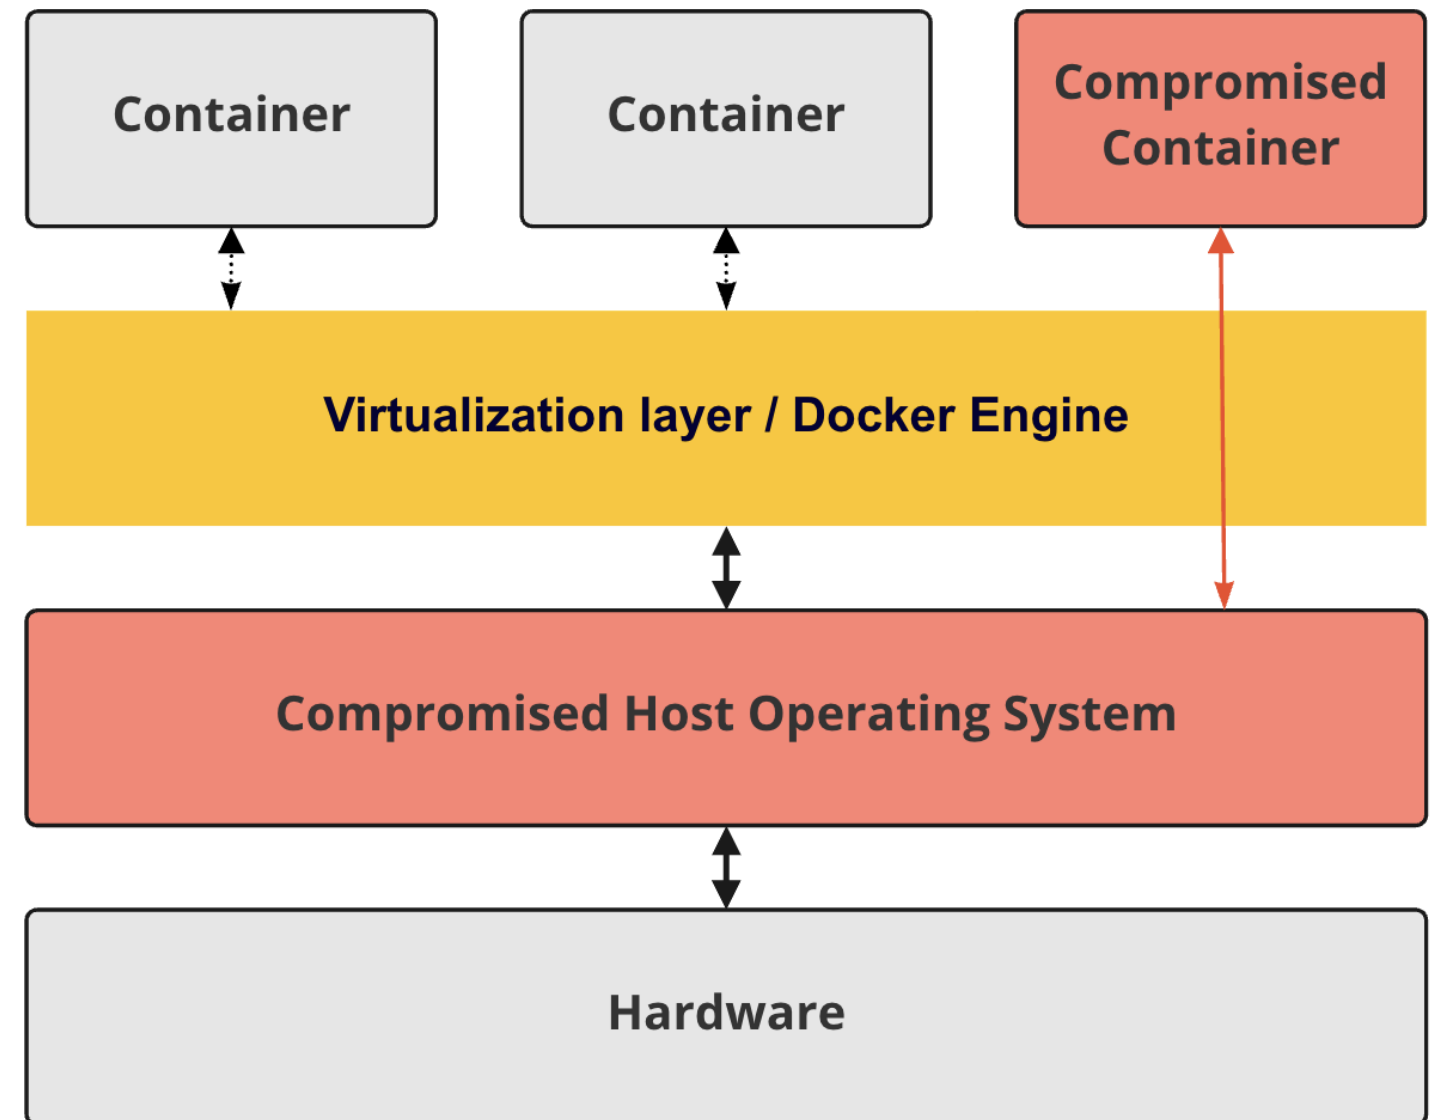 Container
Container
Compromised
Container
Virtualization layer / Docker Engine
Compromised Host Operating System
Hardware